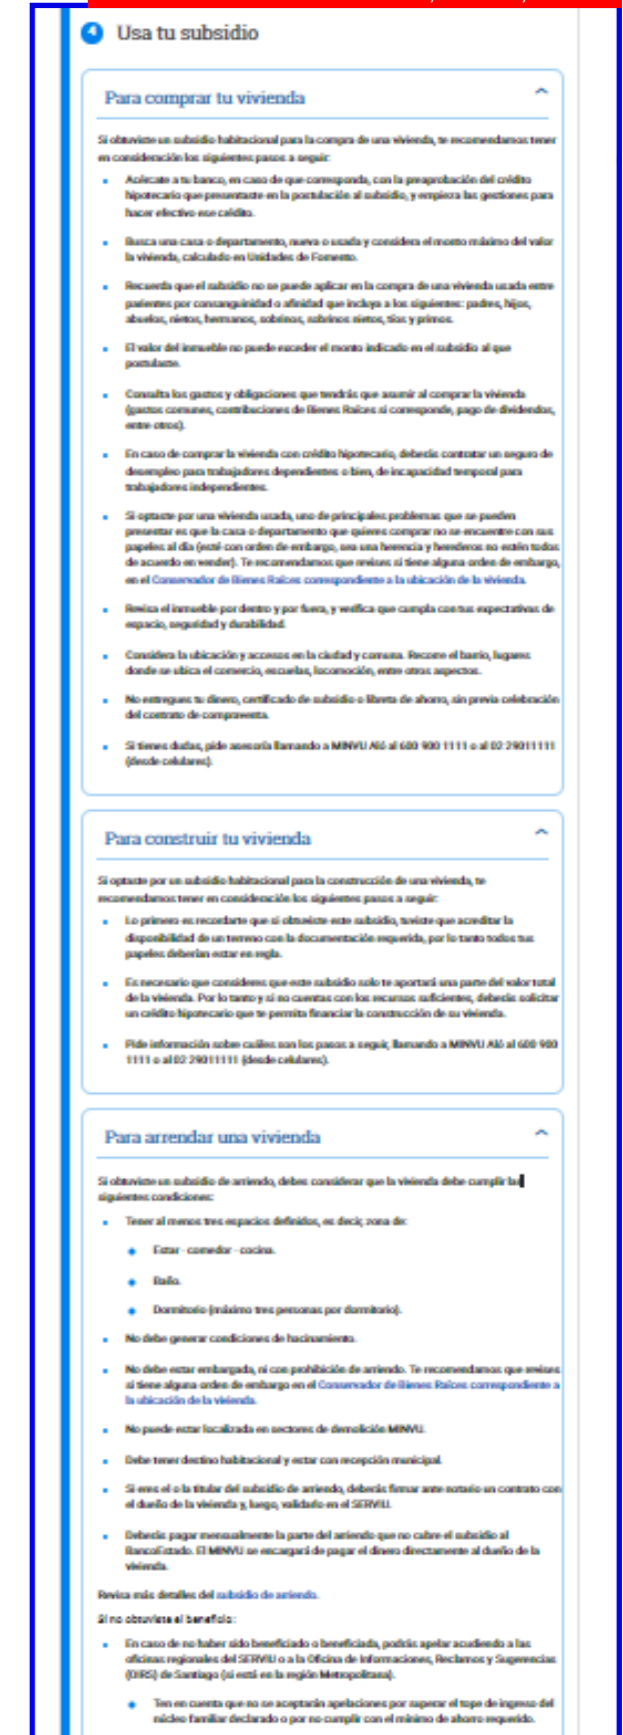 4 Usa tu subsidio
Para comprar tu vivienda
Si obtuviste un subsidio habitacional para la compra de una vivienda, te recomendamos tener
en consideración los siguientes pasos a seguir:
Acércate a tu banco, en caso de que corresponda, con la preaprobación del crédito
hipotecario que presentaste en la postulación al subsidio, y empieza las gestiones para
hacer efectivo ese crédito.
Busca una casa o departamento, nueva o usada y considera el monto máximo del valor
la vivienda, calculado en Unidades de Fomento.
Recuerda que el subsidio no se puede aplicar en la compra de una vivienda usada entre
parientes por consanguinidad o afinidad que incluya a los siguientes: padres, hijos,
abuelos, nietos, hermanos, sobrinos, sobrinos nietos, tíos y primos.
El valor del inmueble no puede exceder el monto indicado en el subsidio al que
postulaste.
Consulta los gastos y obligaciones que tendrás que asumir al comprar la vivienda
(gastos comunes, contribuciones de Bienes Raíces si corresponde, pago de dividendos,
entre otros).
En caso de comprar la vivienda con crédito hipotecario, deberás contratar un seguro de
desempleo para trabajadores dependientes o bien, de incapacidad temporal para
trabajadores independientes.
Si optaste por una vivienda usada, uno de principales problemas que se pueden
presentar es que la casa o departamento que quieres comprar no se encuentre con sus
papeles al día (esté con orden de embargo, sea una herencia y herederos no estén todos
de acuerdo en vender). Te recomendamos que revises si tiene alguna orden de embargo,
en el Conservador de Bienes Raíces correspondiente a la ubicación de la vivienda.
Revisa el inmueble por dentro y por fuera, y verifica que cumpla con tus expectativas de
espacio, seguridad y durabilidad.
Considera la ubicación y accesos en la ciudad y comuna. Recorre el barrio, lugares
donde se ubica el comercio, escuelas, locomoción, entre otros aspectos.
No entregues tu dinero, certificado de subsidio o libreta de ahorro, sin previa celebración
del contrato de compraventa.
Si tienes dudas, pide asesoría llamando a MINVU Aló al 600 900 1111 o al 02 29011111
(desde celulares).
Para construir tu vivienda
Si optaste por un subsidio habitacional para la construcción de una vivienda, te
recomendamos tener en consideración los siguientes pasos a seguir:
Lo primero es recordarte que si obtuviste este subsidio, tuviste que acreditar la
disponibilidad de un terreno con la documentación requerida, por lo tanto todos tus
papeles deberían estar en regla.
Es necesario que consideres que este subsidio solo te aportará una parte del valor total
de la vivienda. Por lo tanto y si no cuentas con los recursos suficientes, deberás solicitar
un crédito hipotecario que te permita financiar la construcción de su vivienda.
Pide información sobre cuáles son los pasos a seguir, llamando a MINVU Aló al 600 900
1111 o al 02 29011111 (desde celulares).
Para arrendar una vivienda
Si obtuviste un subsidio de arriendo, debes considerar que la vivienda debe cumplir las
siguientes condiciones:
Tener al menos tres espacios definidos, es decir, zona de:
Estar - comedor - cocina.
Baño.
Dormitorio (máximo tres personas por dormitorio).
No debe generar condiciones de hacinamiento.
No debe estar embargada, ni con prohibición de arriendo. Te recomendamos que revises
si tiene alguna orden de embargo en el Conservador de Bienes Raíces correspondiente a
la ubicación de la vivienda.
No puede estar localizada en sectores de demolición MINVU.
Debe tener destino habitacional y estar con recepción municipal.
Si eres el o la titular del subsidio de arriendo, deberás firmar ante notario un contrato con
el dueño de la vivienda y, luego, validarlo en el SERVIU.
Deberás pagar mensualmente la parte del arriendo que no cubre el subsidio al
BancoEstado. El MINVU se encargará de pagar el dinero directamente al dueño de la
vivienda.
Revisa más detalles del subsidio de arriendo.
Si no obtuviste el beneficio:
En caso de no haber sido beneficiado o beneficiada, podrás apelar acudiendo a las
oficinas regionales del SERVIU o a la Oficina de Informaciones, Reclamos y Sugerencias
(OIRS) de Santiago (si está en la región Metropolitana).
Ten en cuenta que no se aceptarán apelaciones por superar el tope de ingreso del
núcleo familiar declarado o por no cumplir con el mínimo de ahorro requerido.